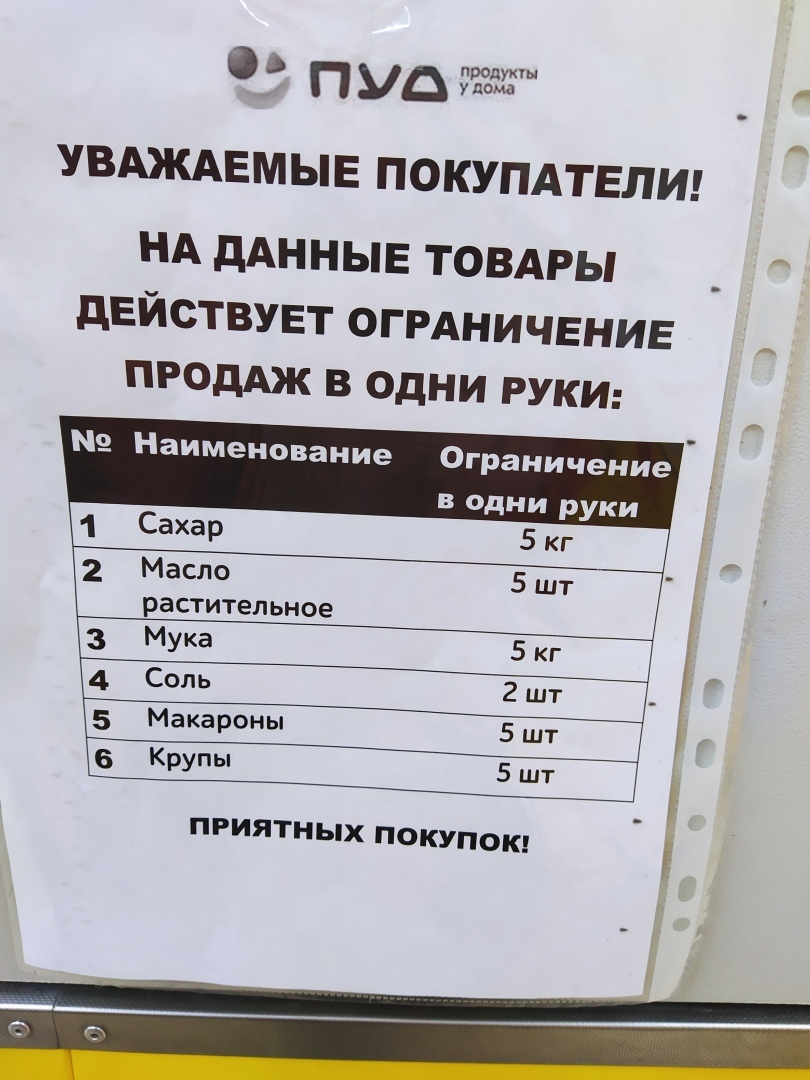 ПУД продукты
у дома
УВАЖАЕМЫЕ ПОКУПАТЕЛИ!
НА ДАННЫЕ ТОВАРЫ
ДЕЙСТВУЕТ ОГРАНИЧЕНИЕ
ПРОДАЖ В ОДНИ РУКИ:
№ Наименование Ограничение
в одни руки
1 Сахар 5 кг
2 Масло 5 шт
растительное
3 Мука 5 кг
4 Соль 2 шт
5 Макароны 5 шт
6 Крупы 5 шт
ПРИЯТНЫХ ПОКУПОК!